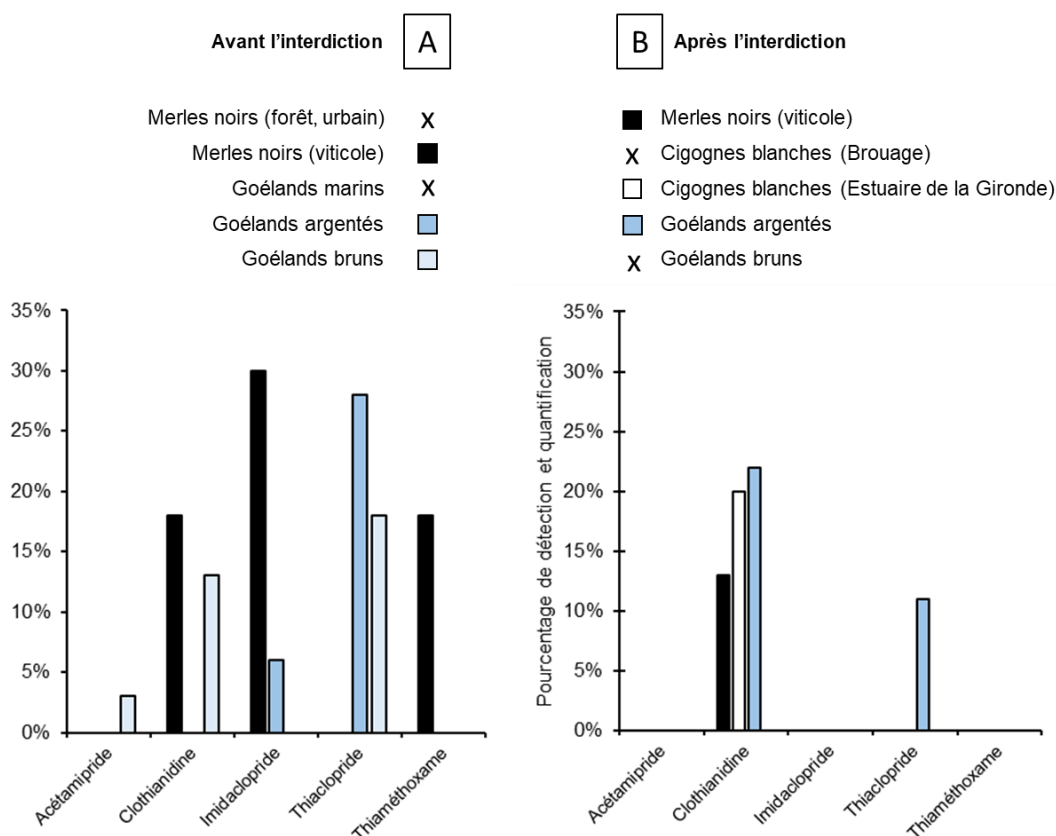 Avant l’interdiction A
Merles noirs (forêt, urbain) x
Merles noirs (viticole)
Goélands marins x
Goélands argentés
Goélands bruns
35%
30%
25%
20%
15%
10%
5%
0%
Acétamipride
Clothianidine
Imidaclopride
Thiaclopride
Thiaméthoxame
B Après l’interdiction
Merles noirs (viticole)
x Cigognes blanches (Brouage)
Cigognes blanches (Estuaire de la Gironde)
Goélands argentés
x Goélands bruns
Pourcentage de détection et quantification
35%
30%
25%
20%
15%
10%
5%
0%
Acétamipride
Clothianidine
Imidaclopride
Thiaclopride
Thiaméthoxame